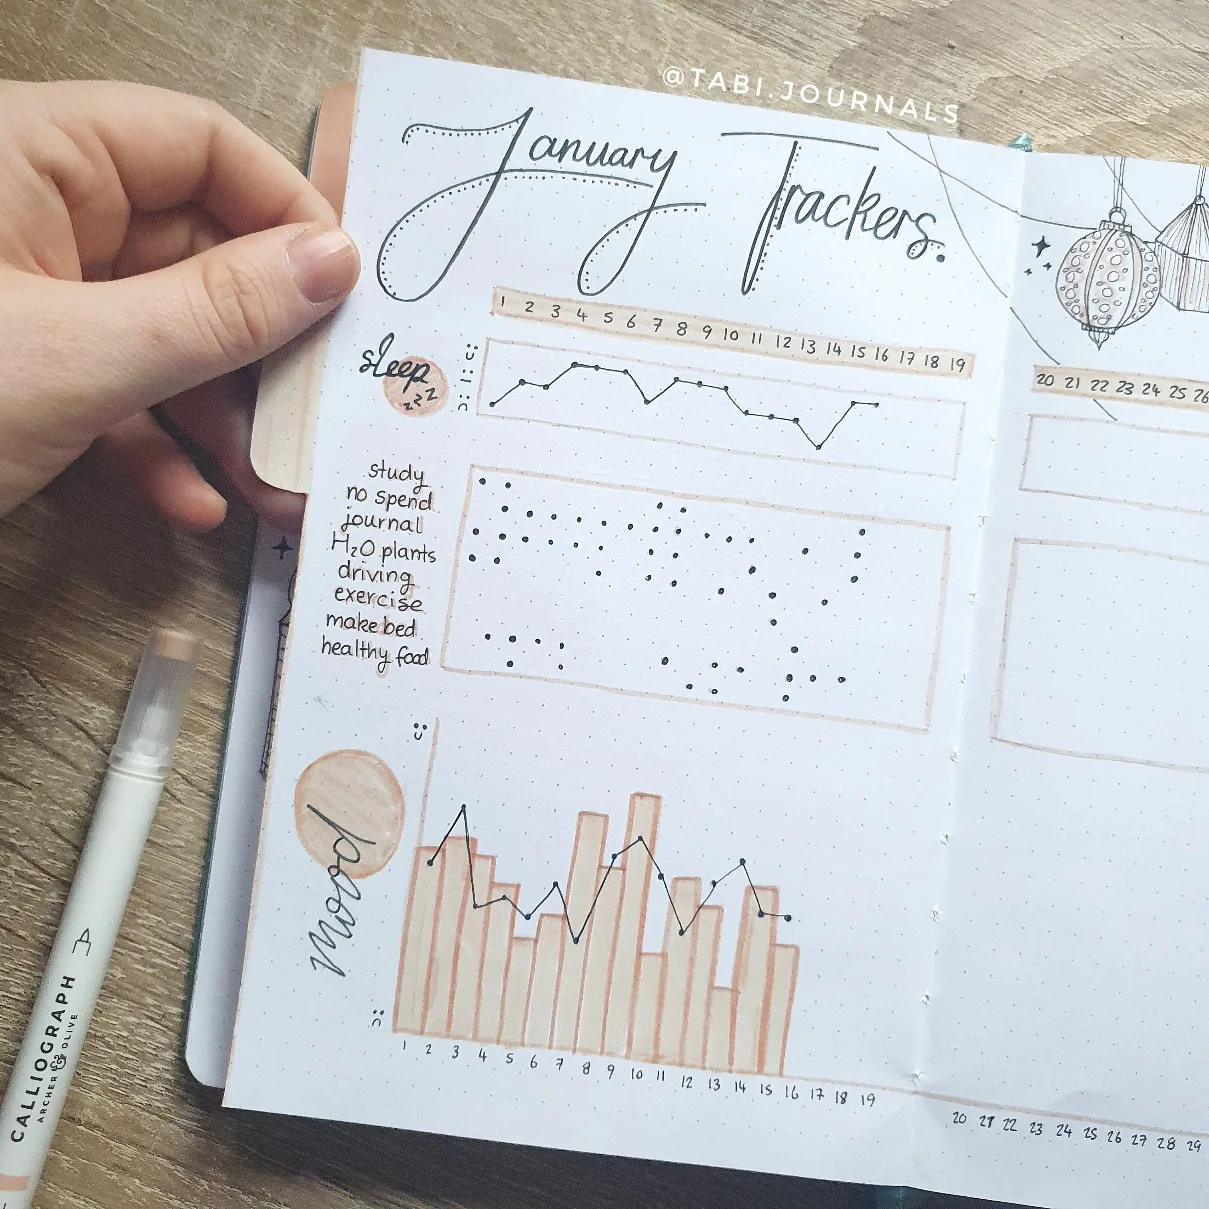 @TABI.JOURNALS
January Trackers.
1 2 3 4 5 6 7 8 9 10 11 12 13 14 15 16 17 18 19
20 21 22 23 24 25 26
sleep
zzz
study
no spend
journal
H₂O plants
driving
exercise
make bed
healthy food
mood
1 2 3 4 5 6 7 8 9 10 11 12 13 14 15 16 17 18 19
20 21 22 23 24 25 26 27 28 29
CALLIOGRAPH A
ARCHER & OLIVE